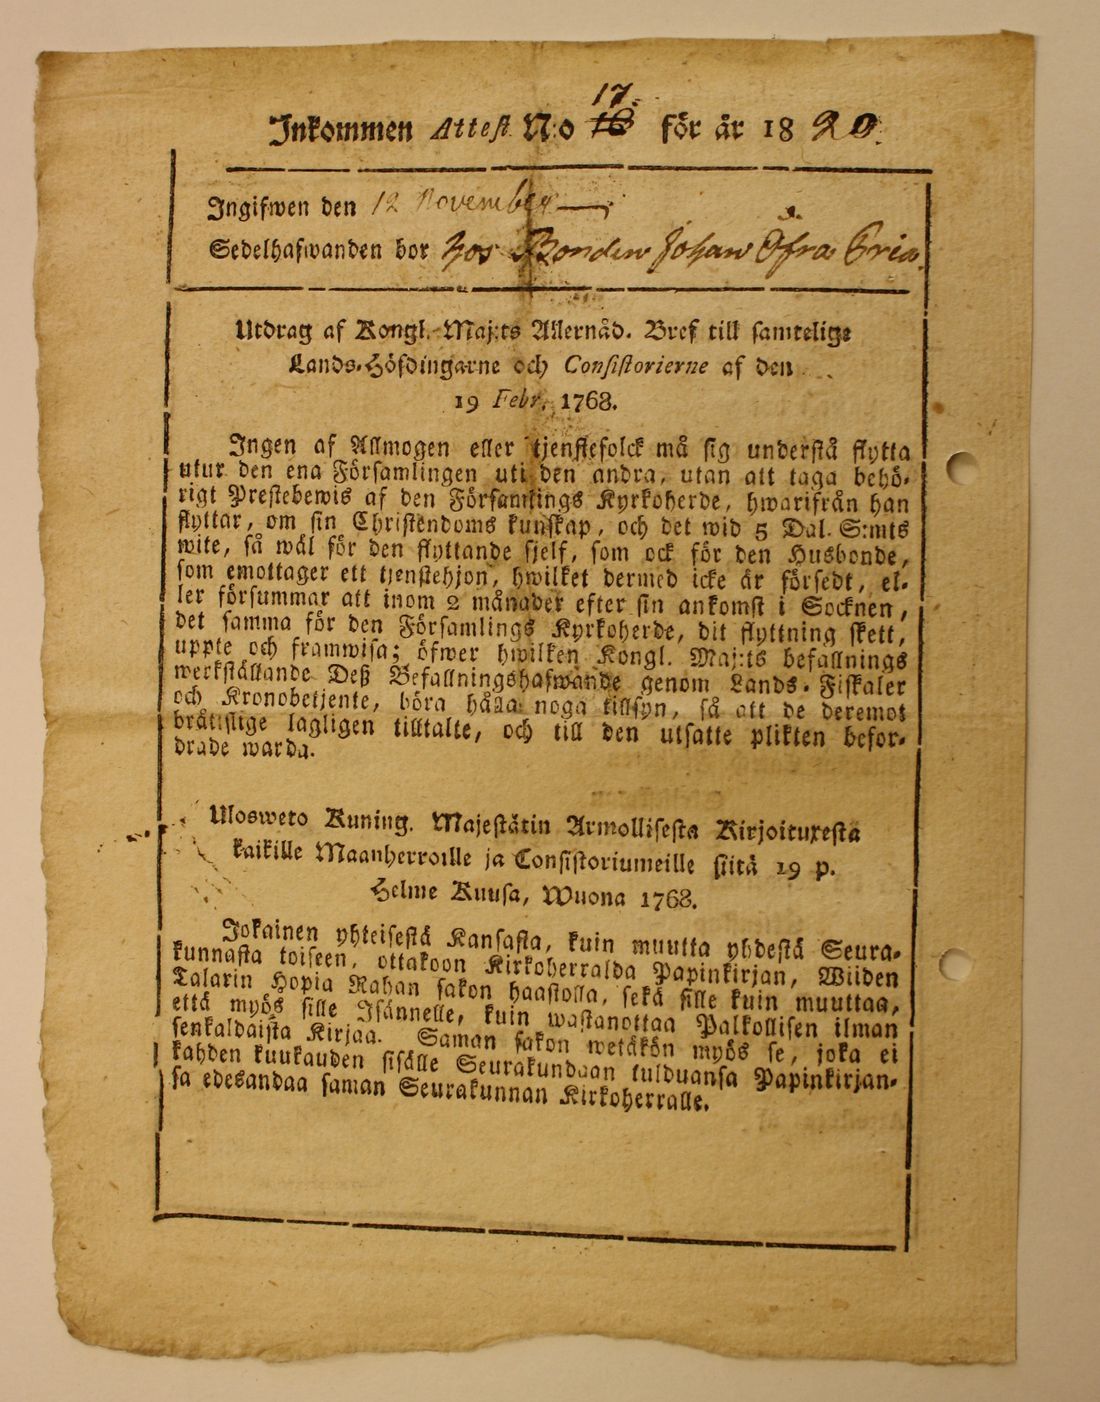 17.
Inkommen Attest N:o 18 för år 1820.
Ingifwen den 12 November
Sedelhafwanden bor hos Bonden Johan Öfra
Utdrag af Kongl. Maj:ts Allernåd. Bref till samtelige
Lands-Höfdingarne och Consistorierne af den
19 Febr. 1768.
Ingen af Allmogen eller tjenstefolck må sig understå flytta
utur den ena Församlingen uti den andra, utan att taga behö-
rigt Prestebewis af den Församlings Kyrkoherde, hwarifrån han
flyttar, om sin Christendoms kunskap, och det wid 5 Dal. S:mts
wite, så wäl för den flyttande sjelf, som ock för den Husbonde,
som emottager ett tjenstehjon, hwilket dermed icke är försedt, el-
ler försummar att inom 2 månader efter sin ankomst i Socknen,
det samma för den Församlings Kyrkoherde, dit flyttning skett,
uppte och framwisa; öfwer hwilken Kongl. Maj:ts befallnings
werkställande Deß Befallningshafwande genom Lands-Fiskaler
och Kronobetjente, böra hålla noga tillsyn, så att de deremot
bråttslige lagligen tilltalte, och till den utsatte plikten befor-
drade warda.
Ulosweto Kuning. Majestätin Armollisesta Kirjoituxesta
kaikille Maanherroille ja Consistoriumeille siitä 19 p.
Helme Kuusa, Wuona 1768.
Jokainen yhteisestä Kansasta, kuin muutta yhdestä Seura-
kunnasta toiseen, ottakoon Kirkoherralda Papinkirjan, Wiiden
Talarin Hopia Rahan sakon haastolla, sekä sille kuin muuttaa,
että myös sille Isännelle, kuin wastanottaa Palkollisen ilman
senkaldaista Kirjaa. Saman sakon wetäkön myös se, joka ei
kahden kuukauden sisälle Seurakundaan tulduansa Papinkirjan-
sa edesandaa saman Seurakunnan Kirkoherralle.